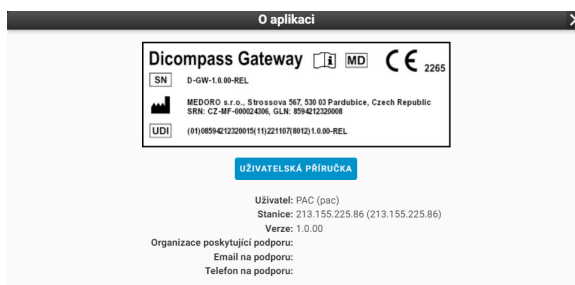 O aplikaci
Dicompass Gateway MD CE 2265
SN D-GW-1.0.00-REL
MEDORO s.r.o., Strossova 567, 530 03 Pardubice, Czech Republic
SRN: CZ-MF-000024306, GLN: 8594212320008
UDI (01)08594212320015(11)221107(8012)1.0.00-REL
UŽIVATELSKÁ PŘÍRUČKA
Uživatel: PAC (pac)
Stanice: 213.155.225.86 (213.155.225.86)
Verze: 1.0.00
Organizace poskytující podporu:
Email na podporu:
Telefon na podporu: